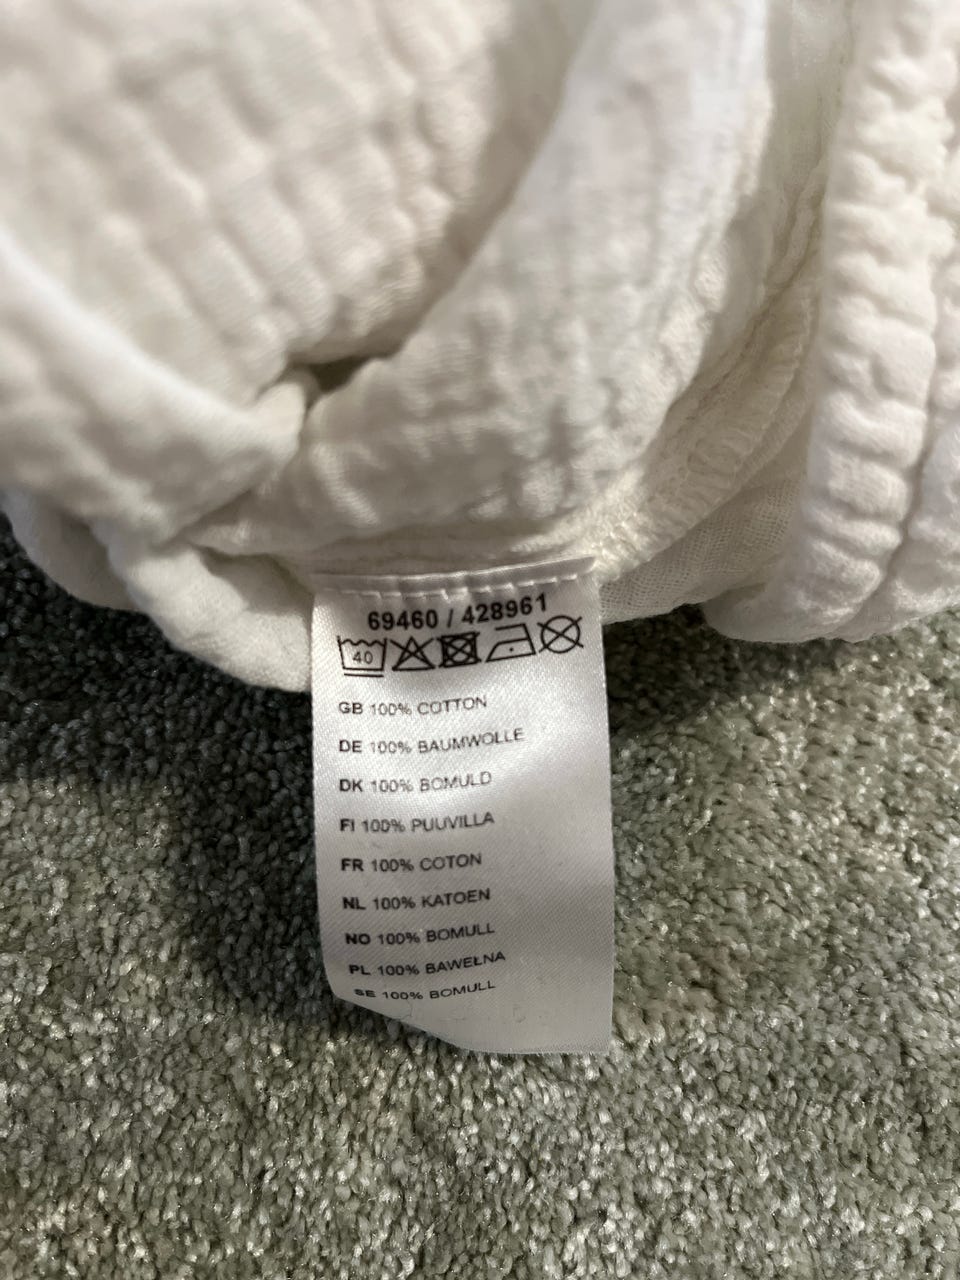 69460 / 428961
40
GB 100% COTTON
DE 100% BAUMWOLLE
DK 100% BOMULD
FI 100% PUUVILLA
FR 100% COTON
NL 100% KATOEN
NO 100% BOMULL
PL 100% BAWEŁNA
SE 100% BOMULL